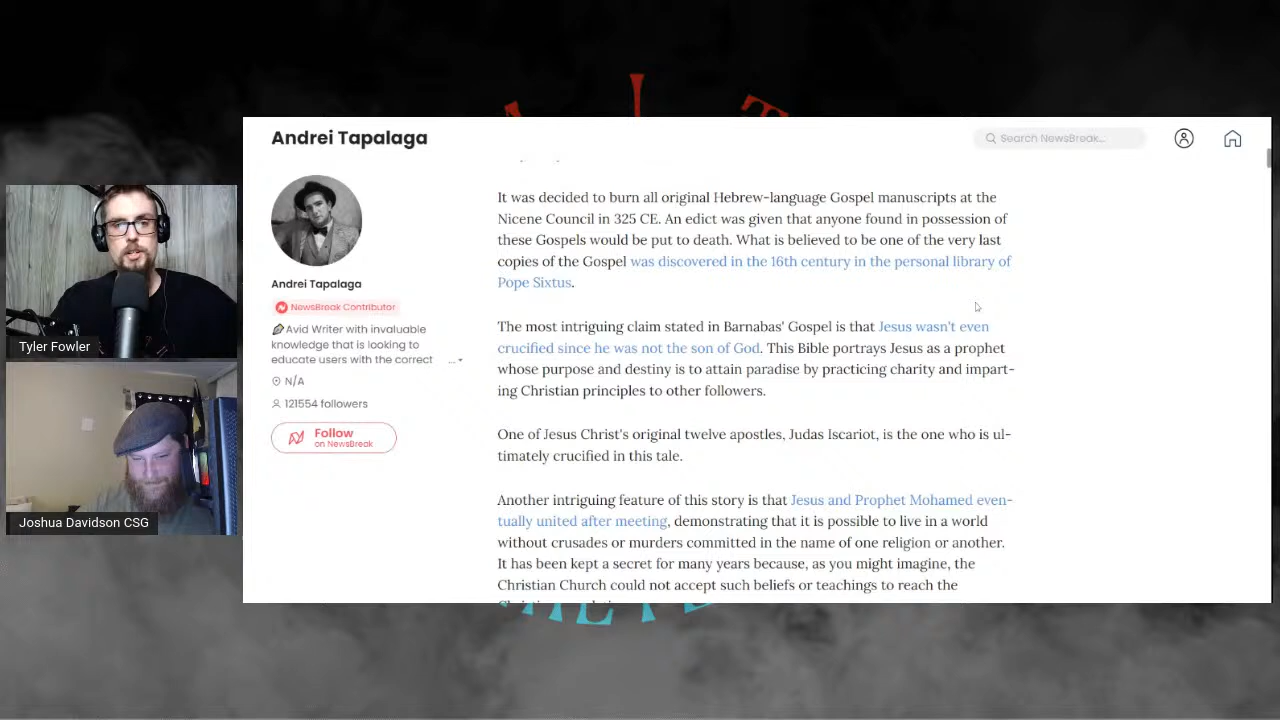 Andrei Tapalaga
Search NewsBreak...
Andrei Tapalaga
NewsBreak Contributor
Avid Writer with invaluable
knowledge that is looking to
educate users with the correct ...
N/A
121554 followers
Follow
on NewsBreak
It was decided to burn all original Hebrew-language Gospel manuscripts at the
Nicene Council in 325 CE. An edict was given that anyone found in possession of
these Gospels would be put to death. What is believed to be one of the very last
copies of the Gospel was discovered in the 16th century in the personal library of
Pope Sixtus.
The most intriguing claim stated in Barnabas' Gospel is that Jesus wasn't even
crucified since he was not the son of God. This Bible portrays Jesus as a prophet
whose purpose and destiny is to attain paradise by practicing charity and impart-
ing Christian principles to other followers.
One of Jesus Christ's original twelve apostles, Judas Iscariot, is the one who is ul-
timately crucified in this tale.
Another intriguing feature of this story is that Jesus and Prophet Mohamed even-
tually united after meeting, demonstrating that it is possible to live in a world
without crusades or murders committed in the name of one religion or another.
It has been kept a secret for many years because, as you might imagine, the
Christian Church could not accept such beliefs or teachings to reach the
Tyler Fowler
Joshua Davidson CSG